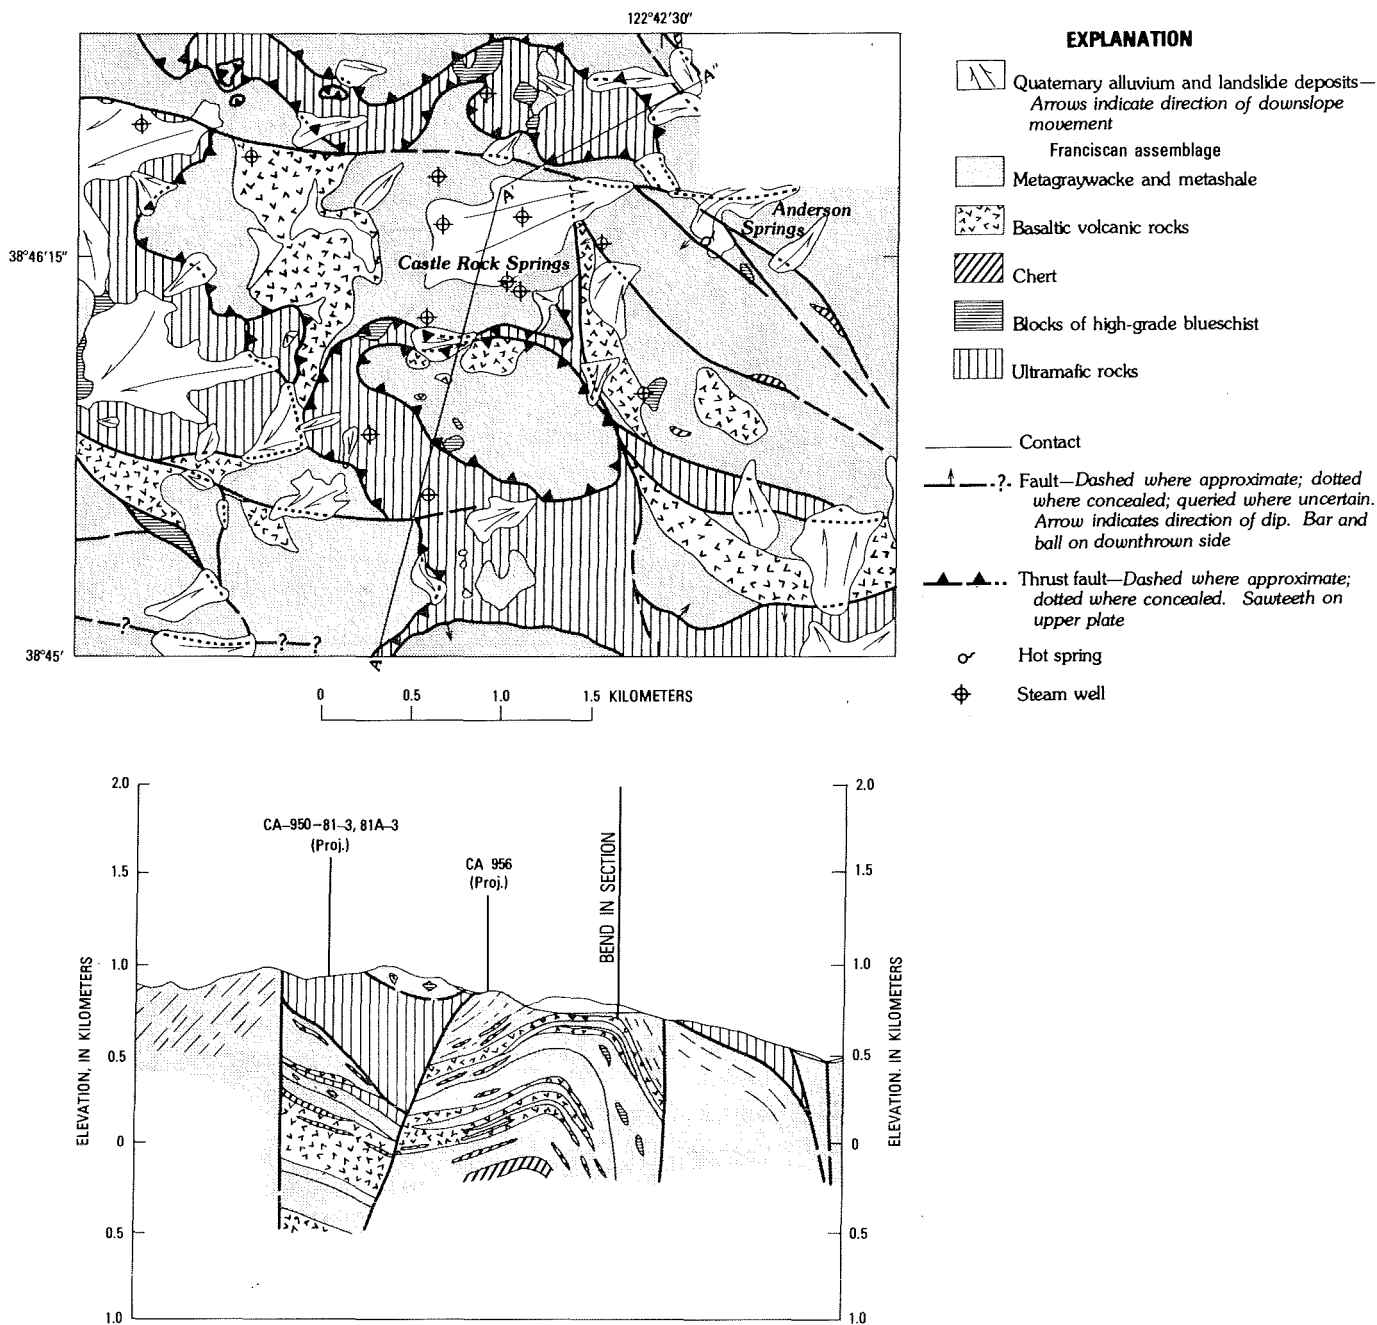 122°42′30″
EXPLANATION
Quaternary alluvium and landslide deposits—
Arrows indicate direction of downslope
movement
Franciscan assemblage
Metagraywacke and metashale
Basaltic volcanic rocks
Chert
Blocks of high-grade blueschist
Ultramafic rocks
Contact
?
Fault—Dashed where approximate; dotted
where concealed; queried where uncertain.
Arrow indicates direction of dip. Bar and
ball on downthrown side
Thrust fault—Dashed where approximate;
dotted where concealed. Sawteeth on
upper plate
Hot spring
Steam well
A″
A′
Anderson
Springs
38°46′15″
Castle Rock Springs
? ? ?
38°45′
A
0 0.5 1.0 1.5 KILOMETERS
2.0 2.0
CA-950-81-3, 81A-3
(Proj.)
CA 956
(Proj.)
BEND IN SECTION
1.5 1.5
1.0 1.0
ELEVATION, IN KILOMETERS
ELEVATION, IN KILOMETERS
0.5 0.5
0 0
0.5 0.5
1.0 1.0